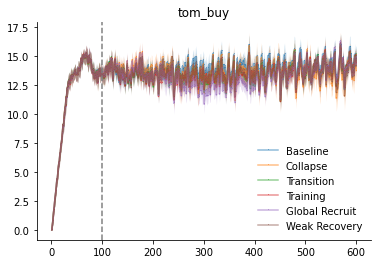 tom_buy
17.5
15.0
12.5
10.0
7.5
5.0
2.5
0.0
Baseline
Collapse
Transition
Training
Global Recruit
Weak Recovery
0 100 200 300 400 500 600